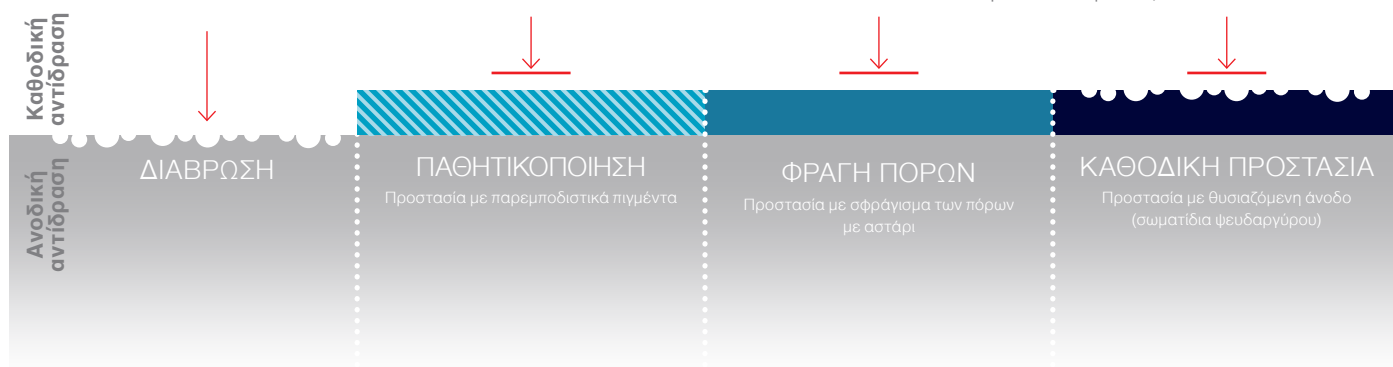 Καθοδική
αντίδραση
Ανοδική
αντίδραση
ΔΙΑΒΡΩΣΗ
ΠΑΘΗΤΙΚΟΠΟΙΗΣΗ
Προστασία με παρεμποδιστικά πιγμέντα
ΦΡΑΓΗ ΠΟΡΩΝ
Προστασία με σφράγισμα των πόρων
με αστάρι
ΚΑΘΟΔΙΚΗ ΠΡΟΣΤΑΣΙΑ
Προστασία με θυσιαζόμενη άνοδο
(σωματίδια ψευδαργύρου)